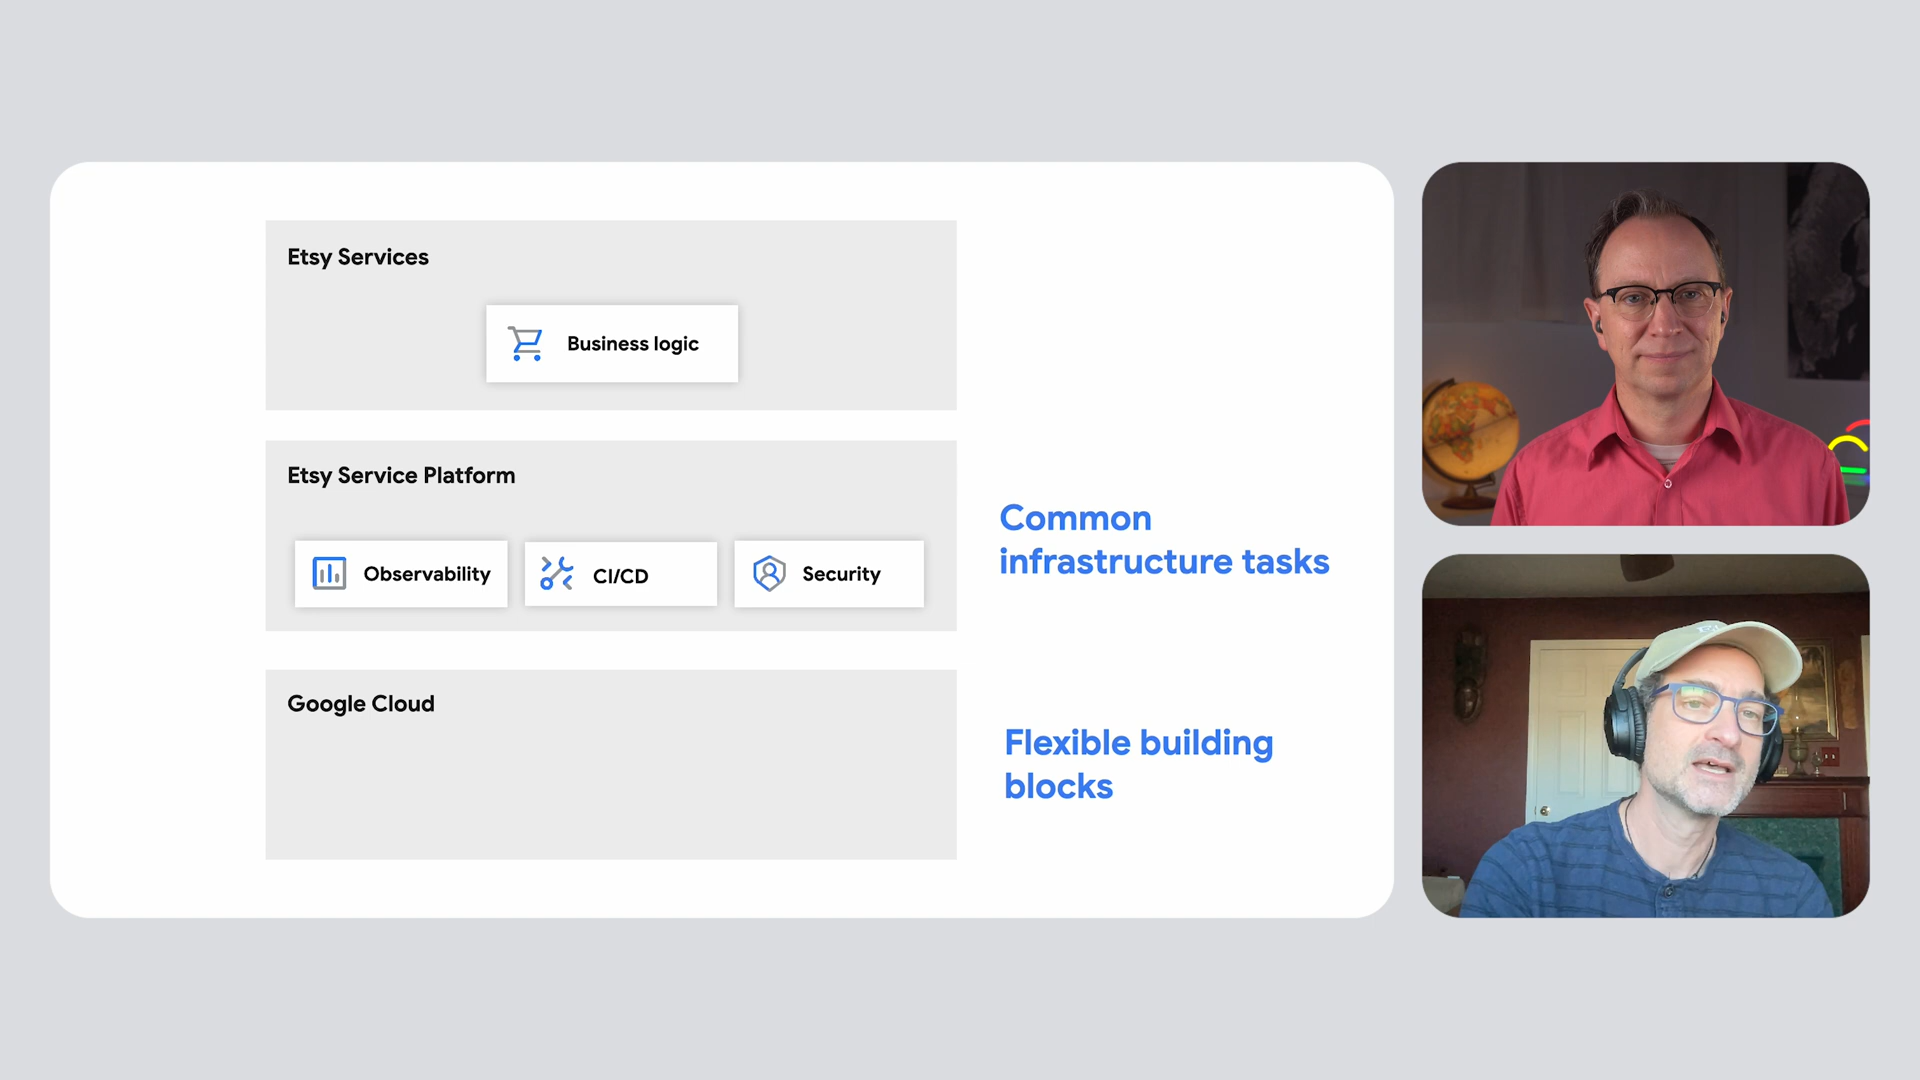 Etsy Services
Business logic
Etsy Service Platform
Observability
CI/CD
Security
Common
infrastructure tasks
Google Cloud
Flexible building
blocks